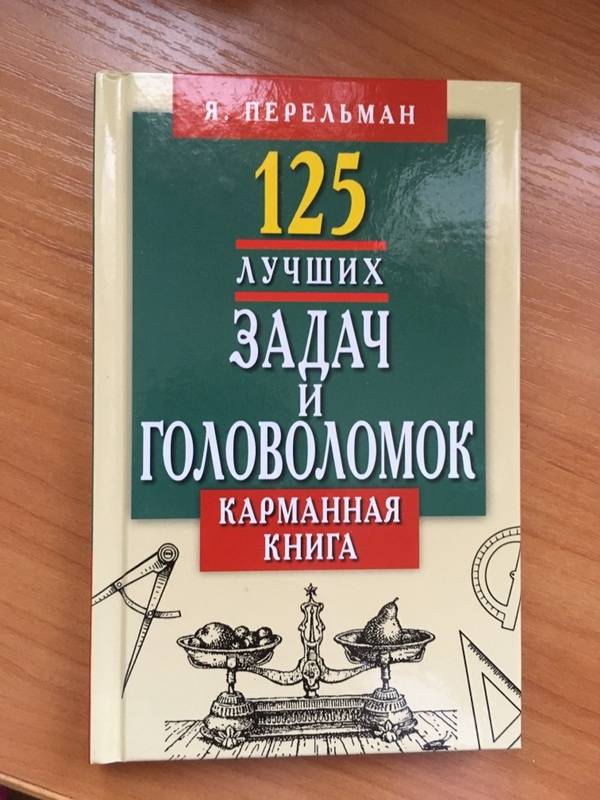 Я. ПЕРЕЛЬМАН
125
ЛУЧШИХ
ЗАДАЧ
И
ГОЛОВОЛОМОК
КАРМАННАЯ
КНИГА